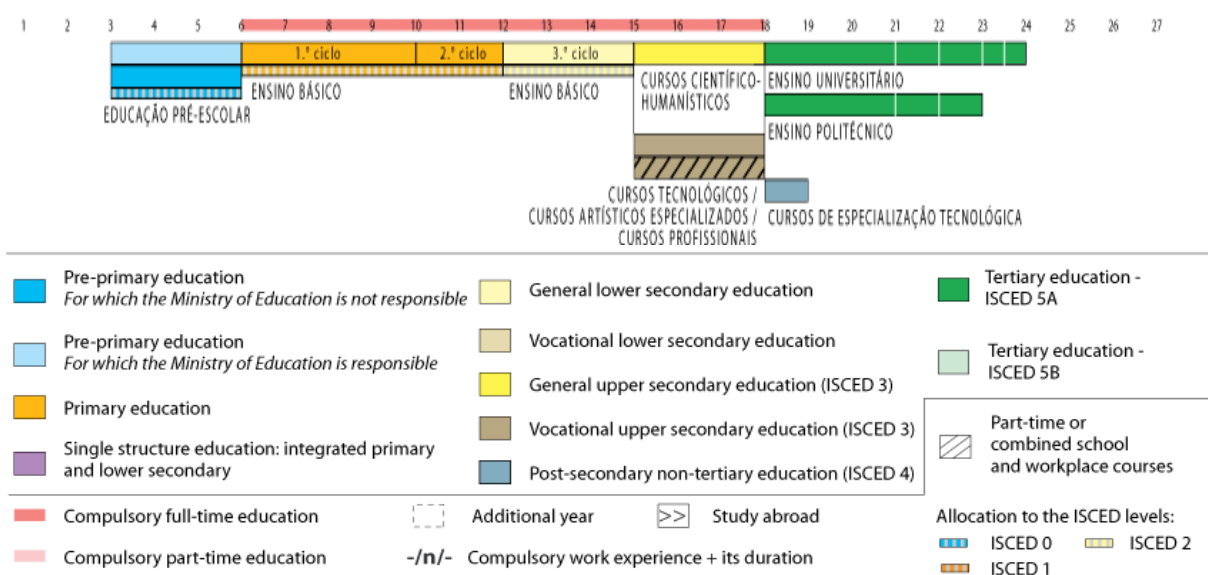 1 2 3 4 5 6 7 8 9 10 11 12 13 14 15 16 17 18 19 20 21 22 23 24 25 26 27
1.º ciclo
2.º ciclo
3.º ciclo
EDUCAÇÃO PRÉ-ESCOLAR
ENSINO BÁSICO
ENSINO BÁSICO
CURSOS CIENTÍFICO-
HUMANÍSTICOS
ENSINO UNIVERSITÁRIO
ENSINO POLITÉCNICO
CURSOS TECNOLÓGICOS /
CURSOS ARTÍSTICOS ESPECIALIZADOS /
CURSOS PROFISSIONAIS
CURSOS DE ESPECIALIZAÇÃO TECNOLÓGICA
Pre-primary education
For which the Ministry of Education is not responsible
Pre-primary education
For which the Ministry of Education is responsible
Primary education
Single structure education: integrated primary
and lower secondary
General lower secondary education
Vocational lower secondary education
General upper secondary education (ISCED 3)
Vocational upper secondary education (ISCED 3)
Post-secondary non-tertiary education (ISCED 4)
Tertiary education -
ISCED 5A
Tertiary education -
ISCED 5B
Part-time or
combined school
and workplace courses
Compulsory full-time education
Compulsory part-time education
Additional year
-/n/- Compulsory work experience + its duration
>> Study abroad
Allocation to the ISCED levels:
ISCED 0
ISCED 2
ISCED 1